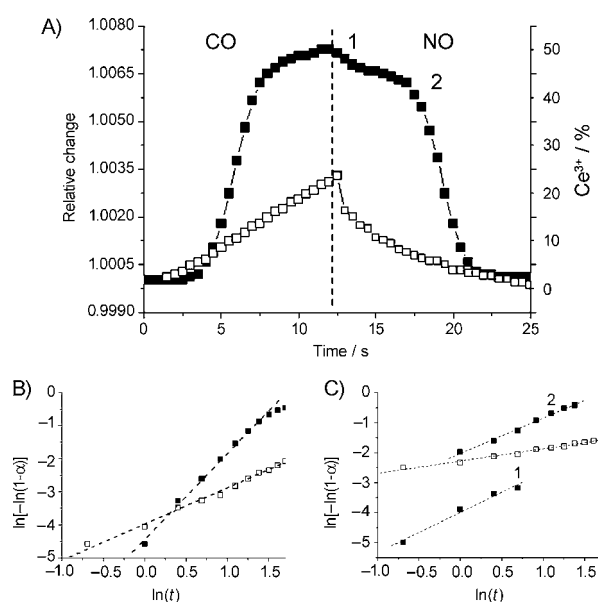 A)
CO
1
NO
2
1.0080
1.0065
1.0050
1.0035
1.0020
1.0005
0.9990
Relative change
50
40
30
20
10
0
Ce³⁺ / %
0 5 10 15 20 25
Time / s
B)
0
–1
–2
–3
–4
–5
ln[–ln(1-α)]
–1.0 –0.5 0.0 0.5 1.0 1.5
ln(t)
C)
2
1
0
–1
–2
–3
–4
–5
ln[–ln(1-α)]
–1.0 –0.5 0.0 0.5 1.0 1.5
ln(t)